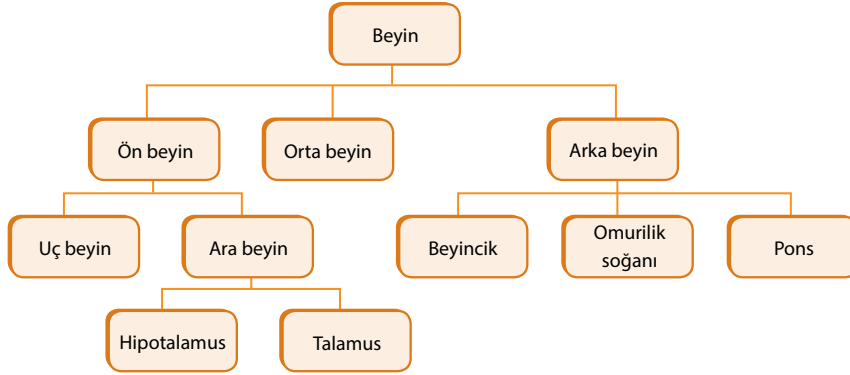 Beyin
Ön beyin
Orta beyin
Arka beyin
Uç beyin
Ara beyin
Beyincik
Omurilik
soğanı
Pons
Hipotalamus
Talamus